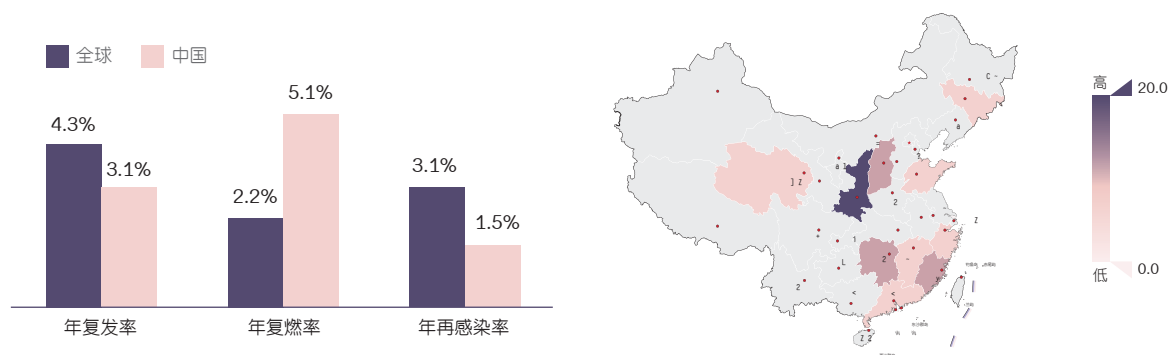 全球 中国
4.3%
3.1%
2.2%
5.1%
3.1%
1.5%
年复发率 年复燃率 年再感染率
高 20.0
低 0.0